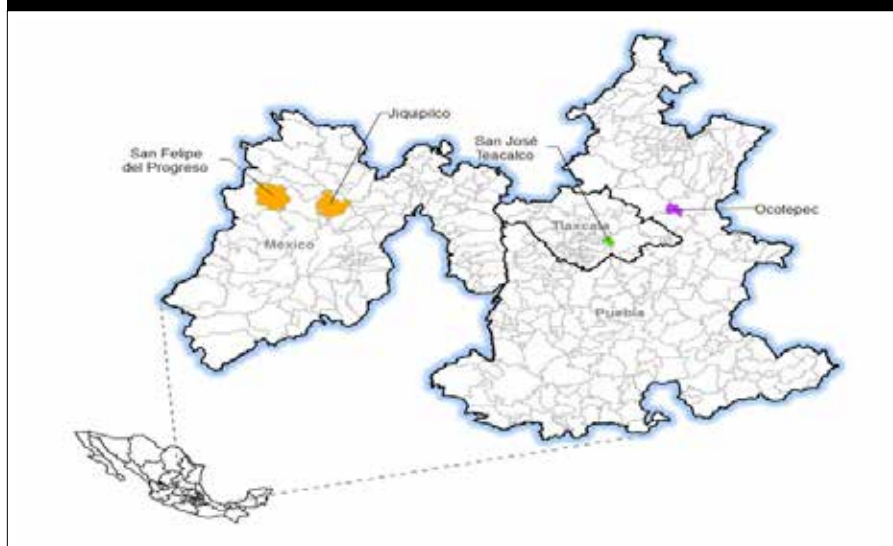 Jiquipilco
San José
Teacalco
San Felipe
del Progreso
Ocotepec
Tlaxcala
México
Puebla